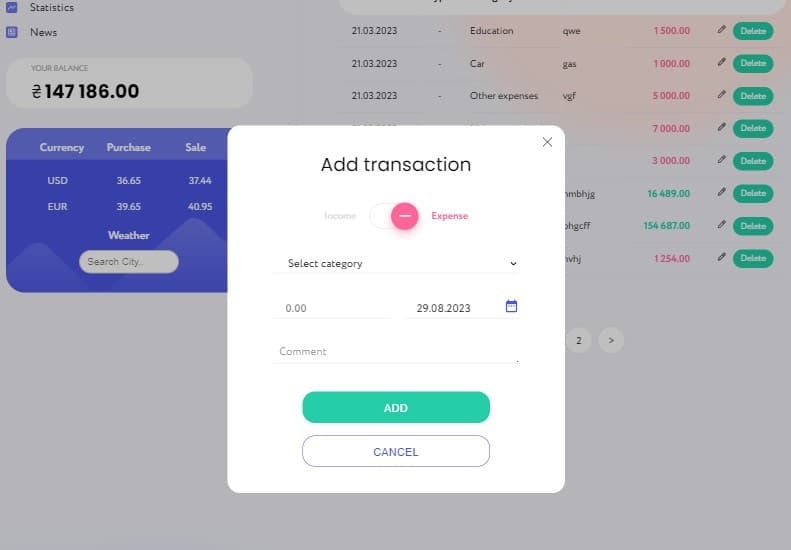 Statistics
News
YOUR BALANCE
₴ 147 186.00
Currency Purchase Sale
USD 36.65 37.44
EUR 39.65 40.95
Weather
Search City...
21.03.2023 - Education qwe 1 500.00 Delete
21.03.2023 - Car gas 1 000.00 Delete
21.03.2023 - Other expenses vgf 5 000.00 Delete
7 000.00 Delete
3 000.00 Delete
16 489.00 Delete
154 687.00 Delete
1 254.00 Delete
2 >
Add transaction
Income Expense
Select category
0.00 29.08.2023
Comment
ADD
CANCEL